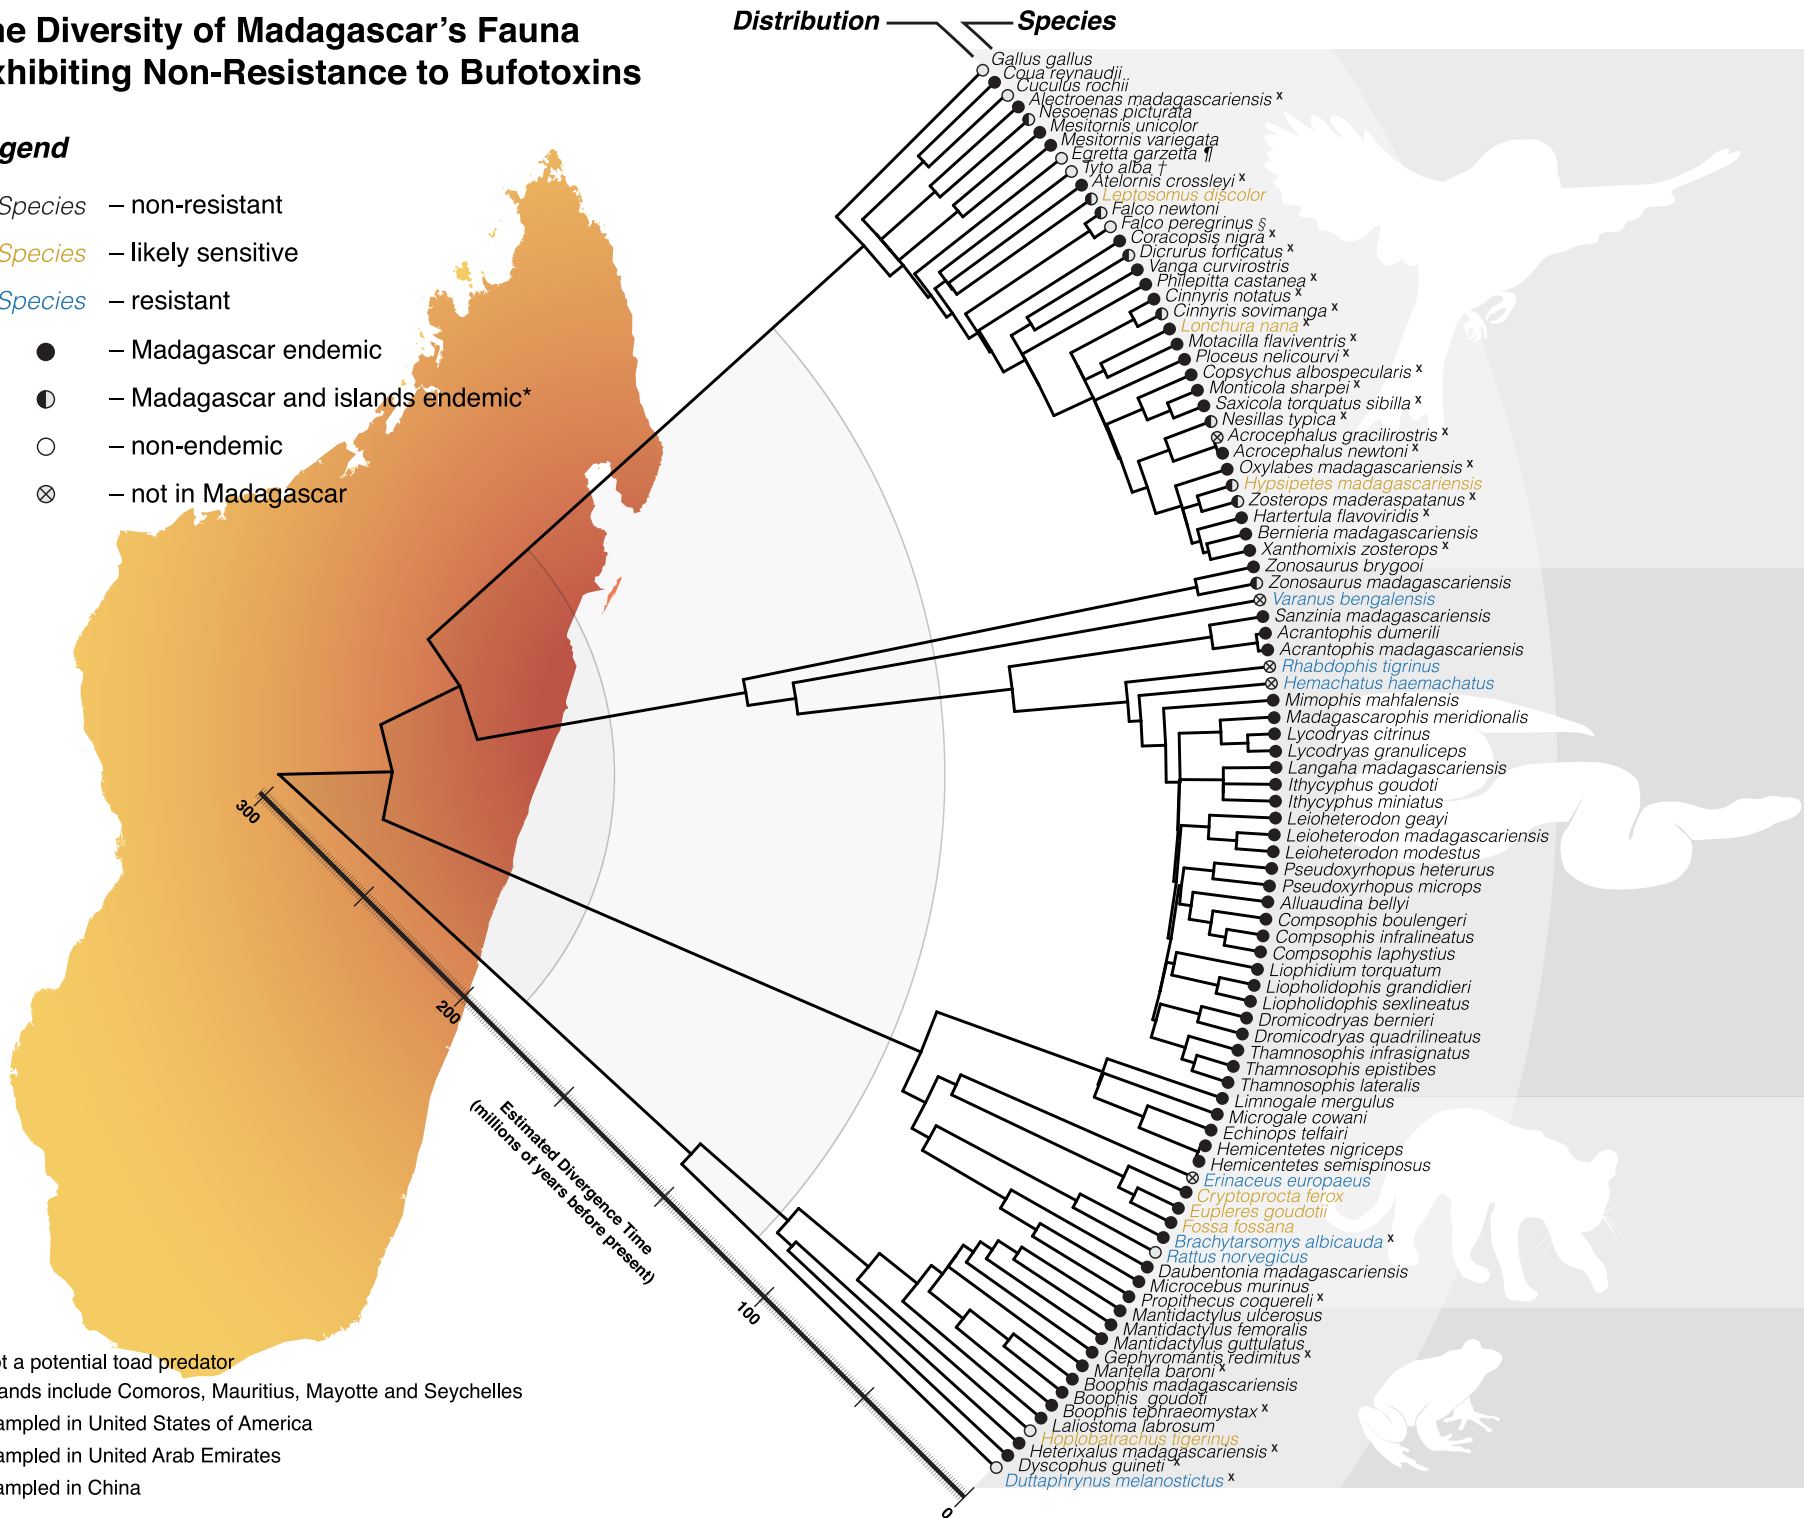 ne Diversity of Madagascar's Fauna
xhibiting Non-Resistance to Bufotoxins
gend
Species – non-resistant
Species – likely sensitive
Species – resistant
– Madagascar endemic
– Madagascar and islands endemic*
– non-endemic
– not in Madagascar
Distribution Species
Gallus gallus
Coua reynaudii
Cuculus rochii
Alectroenas madagascariensis x
Nesoenas picturata
Mesitornis unicolor
Mesitornis variegata
Egretta garzetta ¶
Tyto alba †
Atelornis crossleyi x
Leptosomus discolor
Falco newtoni
Falco peregrinus §
Coracopsis nigra x
Dicrurus forficatus x
Vanga curvirostris
Philepitta castanea x
Cinnyris notatus x
Cinnyris sovimanga x
Lonchura nana x
Motacilla flaviventris x
Ploceus nelicourvi x
Copsychus albospecularis x
Monticola sharpei x
Saxicola torquatus sibilla x
Nesillas typica x
Acrocephalus gracilirostris x
Acrocephalus newtoni x
Oxylabes madagascariensis x
Hypsipetes madagascariensis
Zosterops maderaspatanus x
Hartertula flavoviridis x
Bernieria madagascariensis
Xanthomixis zosterops x
Zonosaurus brygooi
Zonosaurus madagascariensis
Varanus bengalensis
Sanzinia madagascariensis
Acrantophis dumerili
Acrantophis madagascariensis
Rhabdophis tigrinus
Hemachatus haemachatus
Mimophis mahfalensis
Madagascarophis meridionalis
Lycodryas citrinus
Lycodryas granuliceps
Langaha madagascariensis
Ithycyphus goudoti
Ithycyphus miniatus
Leioheterodon geayi
Leioheterodon madagascariensis
Leioheterodon modestus
Pseudoxyrhopus heterurus
Pseudoxyrhopus microps
Alluaudina bellyi
Compsophis boulengeri
Compsophis infralineatus
Compsophis laphystius
Liophidium torquatum
Liopholidophis grandidieri
Liopholidophis sexlineatus
Dromicodryas bernieri
Dromicodryas quadrilineatus
Thamnosophis infrasignatus
Thamnosophis epistibes
Thamnosophis lateralis
Limnogale mergulus
Microgale cowani
Echinops telfairi
Hemicentetes nigriceps
Hemicentetes semispinosus
Erinaceus europaeus
Cryptoprocta ferox
Eupleres goudotii
Fossa fossana
Brachytarsomys albicauda x
Rattus norvegicus
Daubentonia madagascariensis
Microcebus murinus
Propithecus coquereli x
Mantidactylus ulcerosus
Mantidactylus femoralis
Mantidactylus guttulatus
Gephyromantis redimitus x
Mantella baroni x
Boophis madagascariensis
Boophis goudoti
Boophis tephraeomystax x
Laliostoma labrosum
Hoplobatrachus tigerinus
Heterixalus madagascariensis x
Dyscophus guineti x
Duttaphrynus melanostictus x
300
200
100
0
Estimated Divergence Time
(millions of years before present)
ot a potential toad predator
ands include Comoros, Mauritius, Mayotte and Seychelles
ampled in United States of America
ampled in United Arab Emirates
ampled in China